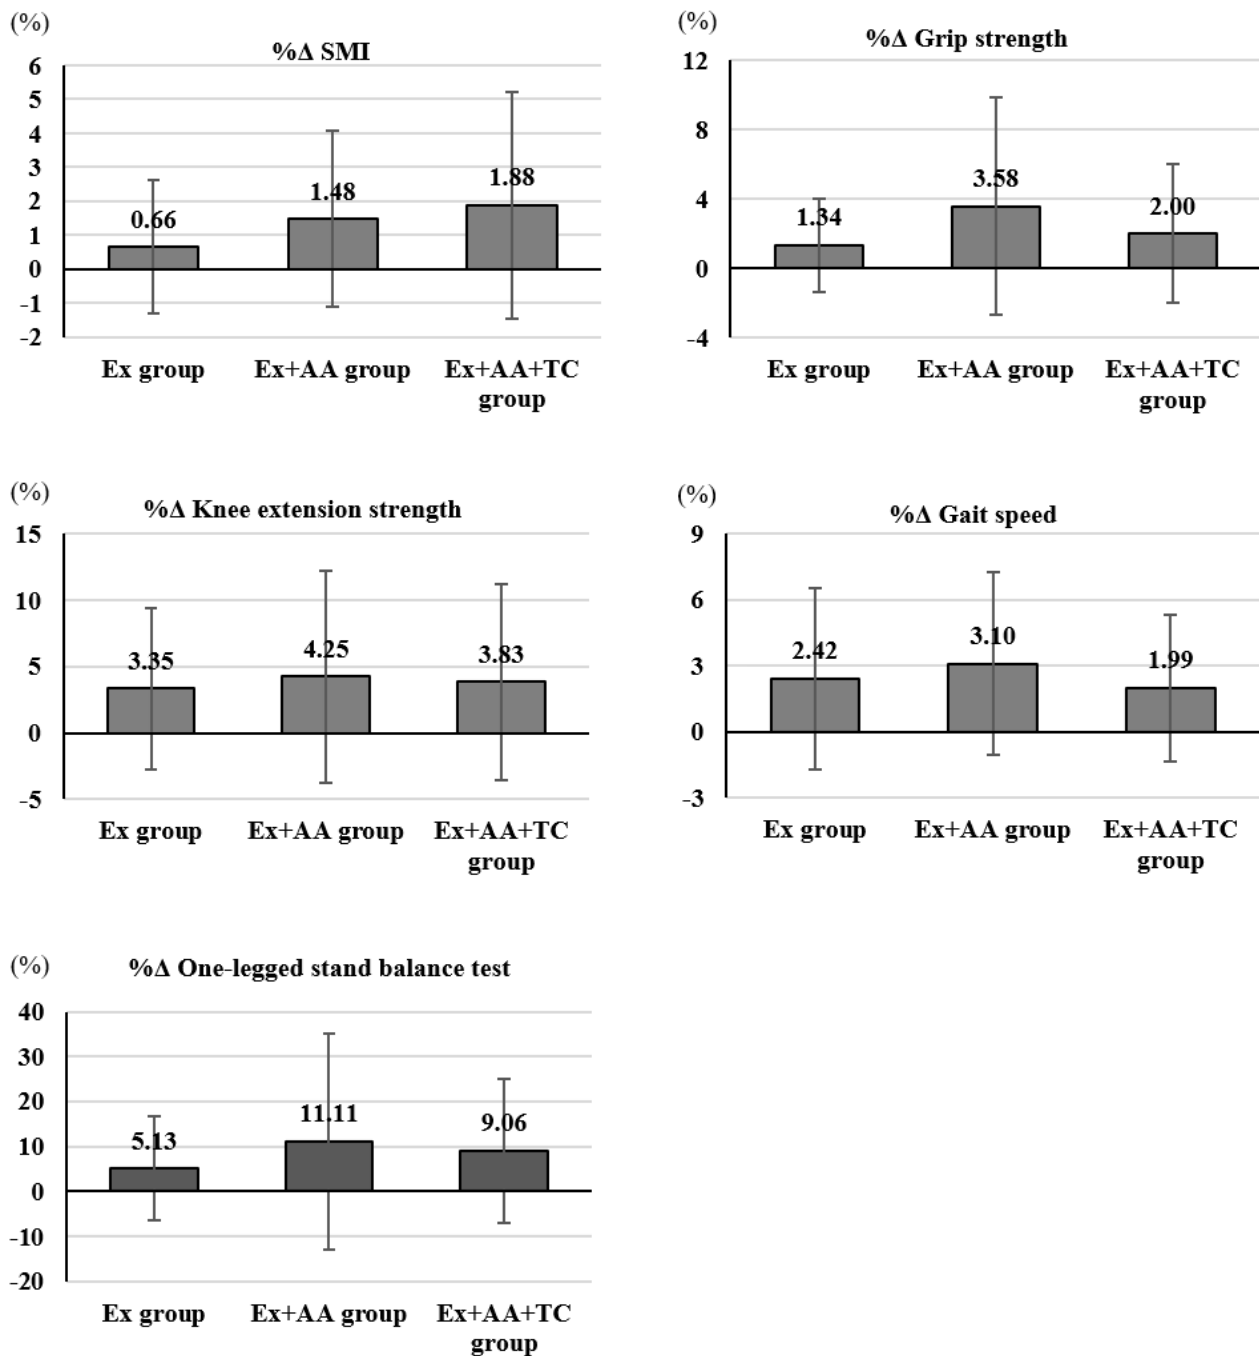 (%)
%Δ SMI
6
5
4
3
2
1
0
-1
-2
0.66
1.48
1.88
Ex group
Ex+AA group
Ex+AA+TC
group
(%)
%Δ Grip strength
12
8
4
0
-4
1.34
3.58
2.00
Ex group
Ex+AA group
Ex+AA+TC
group
(%)
%Δ Knee extension strength
15
10
5
0
-5
3.35
4.25
3.83
Ex group
Ex+AA group
Ex+AA+TC
group
(%)
%Δ Gait speed
9
6
3
0
-3
2.42
3.10
1.99
Ex group
Ex+AA group
Ex+AA+TC
group
(%)
%Δ One-legged stand balance test
40
30
20
10
0
-10
-20
5.13
11.11
9.06
Ex group
Ex+AA group
Ex+AA+TC
group